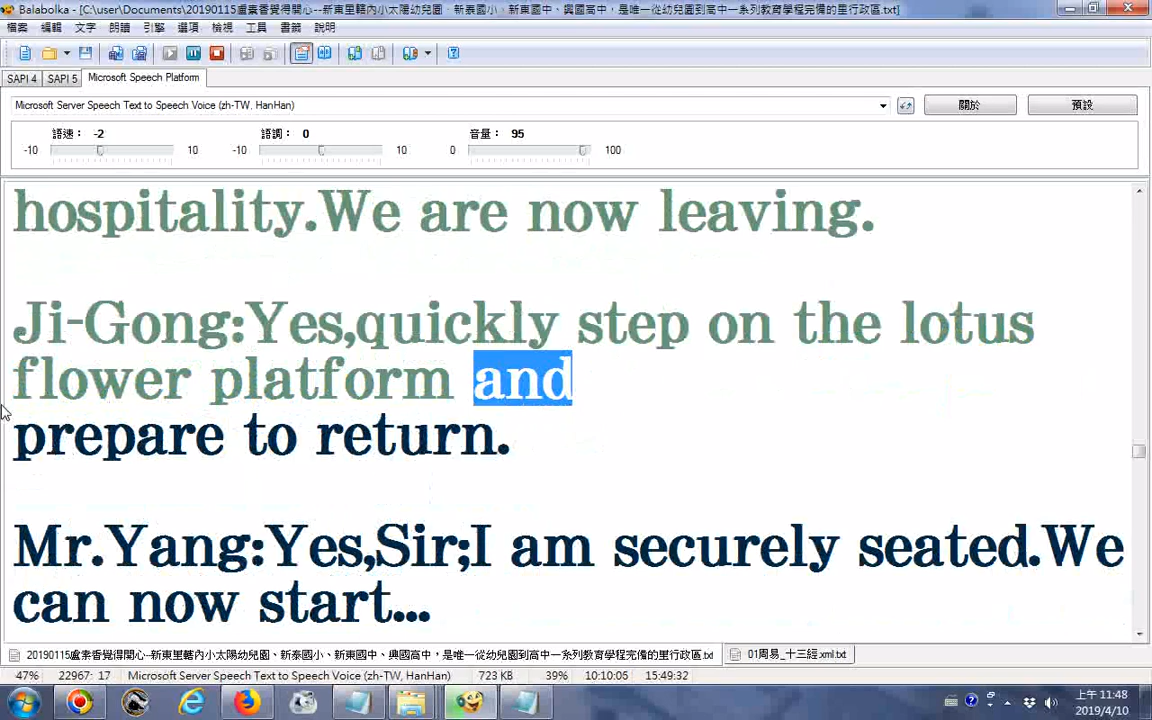 Balabolka - [C:\user\Documents\20190115盧素香覺得開心--新東里轄內小太陽幼兒園、新泰國小、新東國中、興國高中，是唯一從幼兒園到高中一系列教育學程完備的里行政區.txt]
檔案 編輯 文字 朗讀 引擎 選項 檢視 工具 書籤 說明
SAPI 4 SAPI 5 Microsoft Speech Platform
Microsoft Server Speech Text to Speech Voice (zh-TW, HanHan) 關於 預設
語速： -2 語調： 0 音量： 95
-10 10 -10 10 0 100
hospitality.We are now leaving.
Ji-Gong:Yes,quickly step on the lotus
flower platform and
prepare to return.
Mr.Yang:Yes,Sir;I am securely seated.We
can now start...
20190115盧素香覺得開心--新東里轄內小太陽幼兒園、新泰國小、新東國中、興國高中，是唯一從幼兒園到高中一系列教育學程完備的里行政區.txt 01周易_十三經.xml.txt
47% 22967: 17 Microsoft Server Speech Text to Speech Voice (zh-TW, HanHan) 723 KB 39% 10:10:05 15:49:32
上午 11:48
2019/4/10